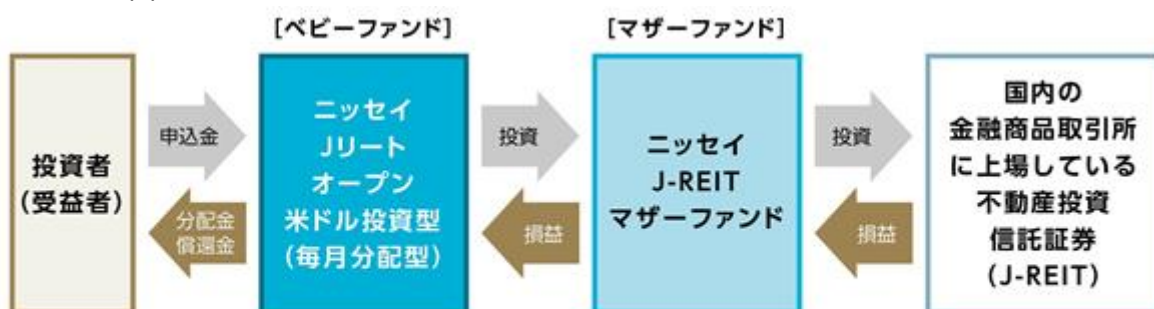 [ベビーファンド]
[マザーファンド]
投資者
(受益者)
申込金
分配金
償還金
ニッセイ
Jリート
オープン
米ドル投資型
(毎月分配型)
投資
損益
ニッセイ
J-REIT
マザーファンド
投資
損益
国内の
金融商品取引所
に上場している
不動産投資
信託証券
(J-REIT)